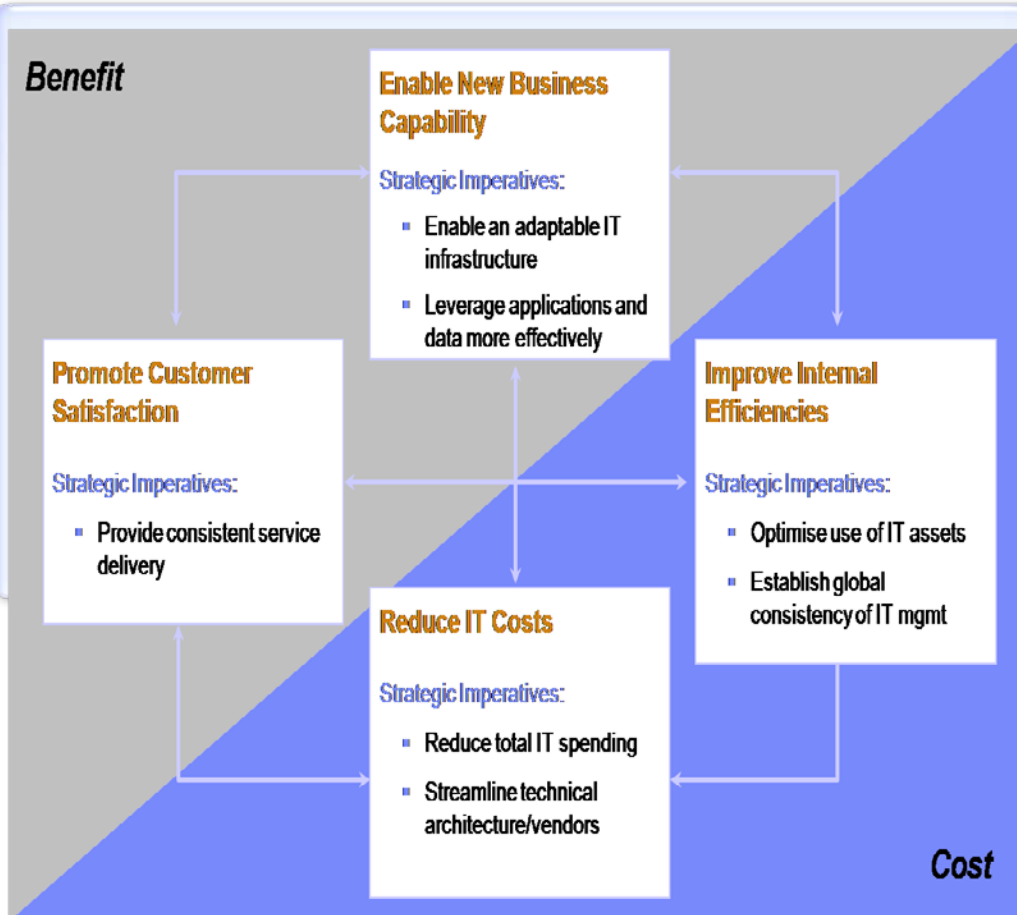 Benefit
Enable New Business
Capability
Strategic Imperatives:
Enable an adaptable IT
infrastructure
Leverage applications and
data more effectively
Promote Customer
Satisfaction
Strategic Imperatives:
Provide consistent service
delivery
Improve Internal
Efficiencies
Strategic Imperatives:
Optimise use of IT assets
Establish global
consistency of IT mgmt
Reduce IT Costs
Strategic Imperatives:
Reduce total IT spending
Streamline technical
architecture/vendors
Cost